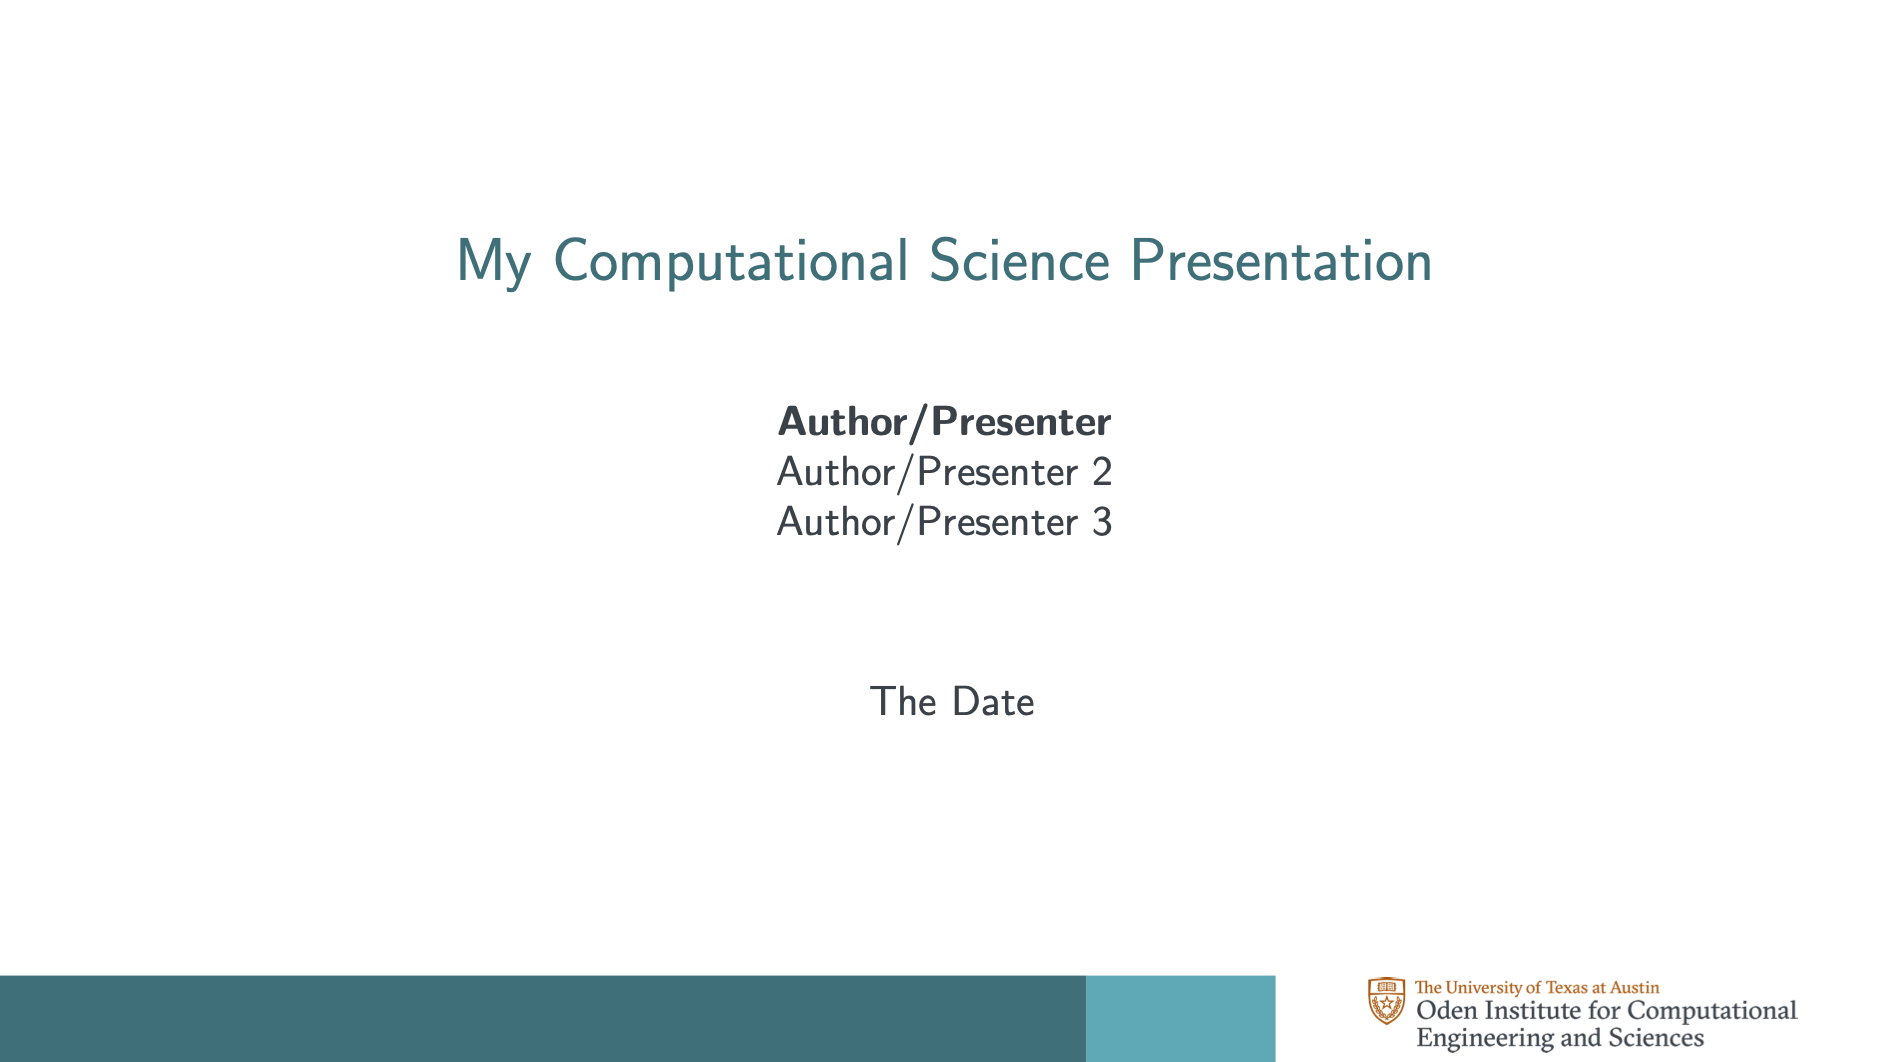 My Computational Science Presentation
Author/Presenter
Author/Presenter 2
Author/Presenter 3
The Date
The University of Texas at Austin
Oden Institute for Computational
Engineering and Sciences